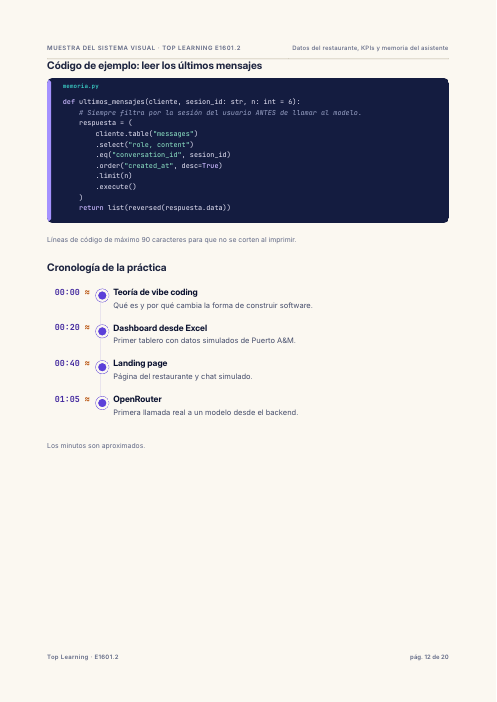 MUESTRA DEL SISTEMA VISUAL · TOP LEARNING E1601.2
Datos del restaurante, KPIs y memoria del asistente
Código de ejemplo: leer los últimos mensajes
memoria.py
def ultimos_mensajes(cliente, sesion_id: str, n: int = 6):
    # Siempre filtra por la sesión del usuario ANTES de llamar al modelo.
    respuesta = (
        cliente.table("messages")
        .select("role, content")
        .eq("conversation_id", sesion_id)
        .order("created_at", desc=True)
        .limit(n)
        .execute()
    )
    return list(reversed(respuesta.data))
Líneas de código de máximo 90 caracteres para que no se corten al imprimir.
Cronología de la práctica
00:00 ≈ Teoría de vibe coding
Qué es y por qué cambia la forma de construir software.
00:20 ≈ Dashboard desde Excel
Primer tablero con datos simulados de Puerto A&M.
00:40 ≈ Landing page
Página del restaurante y chat simulado.
01:05 ≈ OpenRouter
Primera llamada real a un modelo desde el backend.
Los minutos son aproximados.
Top Learning · E1601.2
pág. 12 de 20